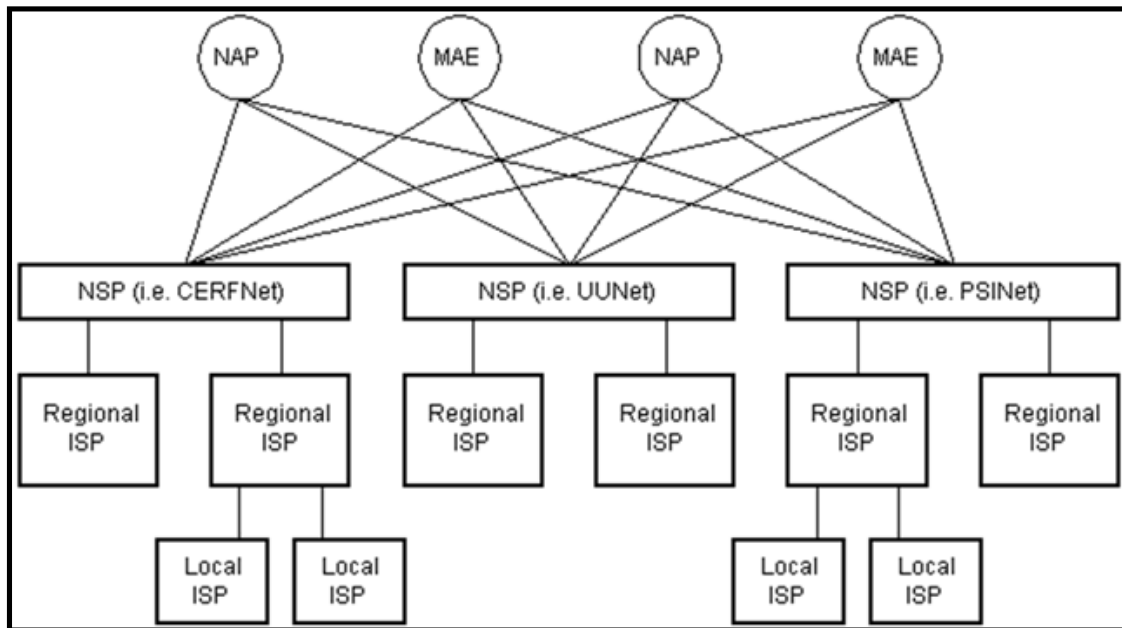 NAP
MAE
NAP
MAE
NSP (i.e. CERFNet)
NSP (i.e. UUNet)
NSP (i.e. PSINet)
Regional
ISP
Regional
ISP
Regional
ISP
Regional
ISP
Regional
ISP
Regional
ISP
Local
ISP
Local
ISP
Local
ISP
Local
ISP